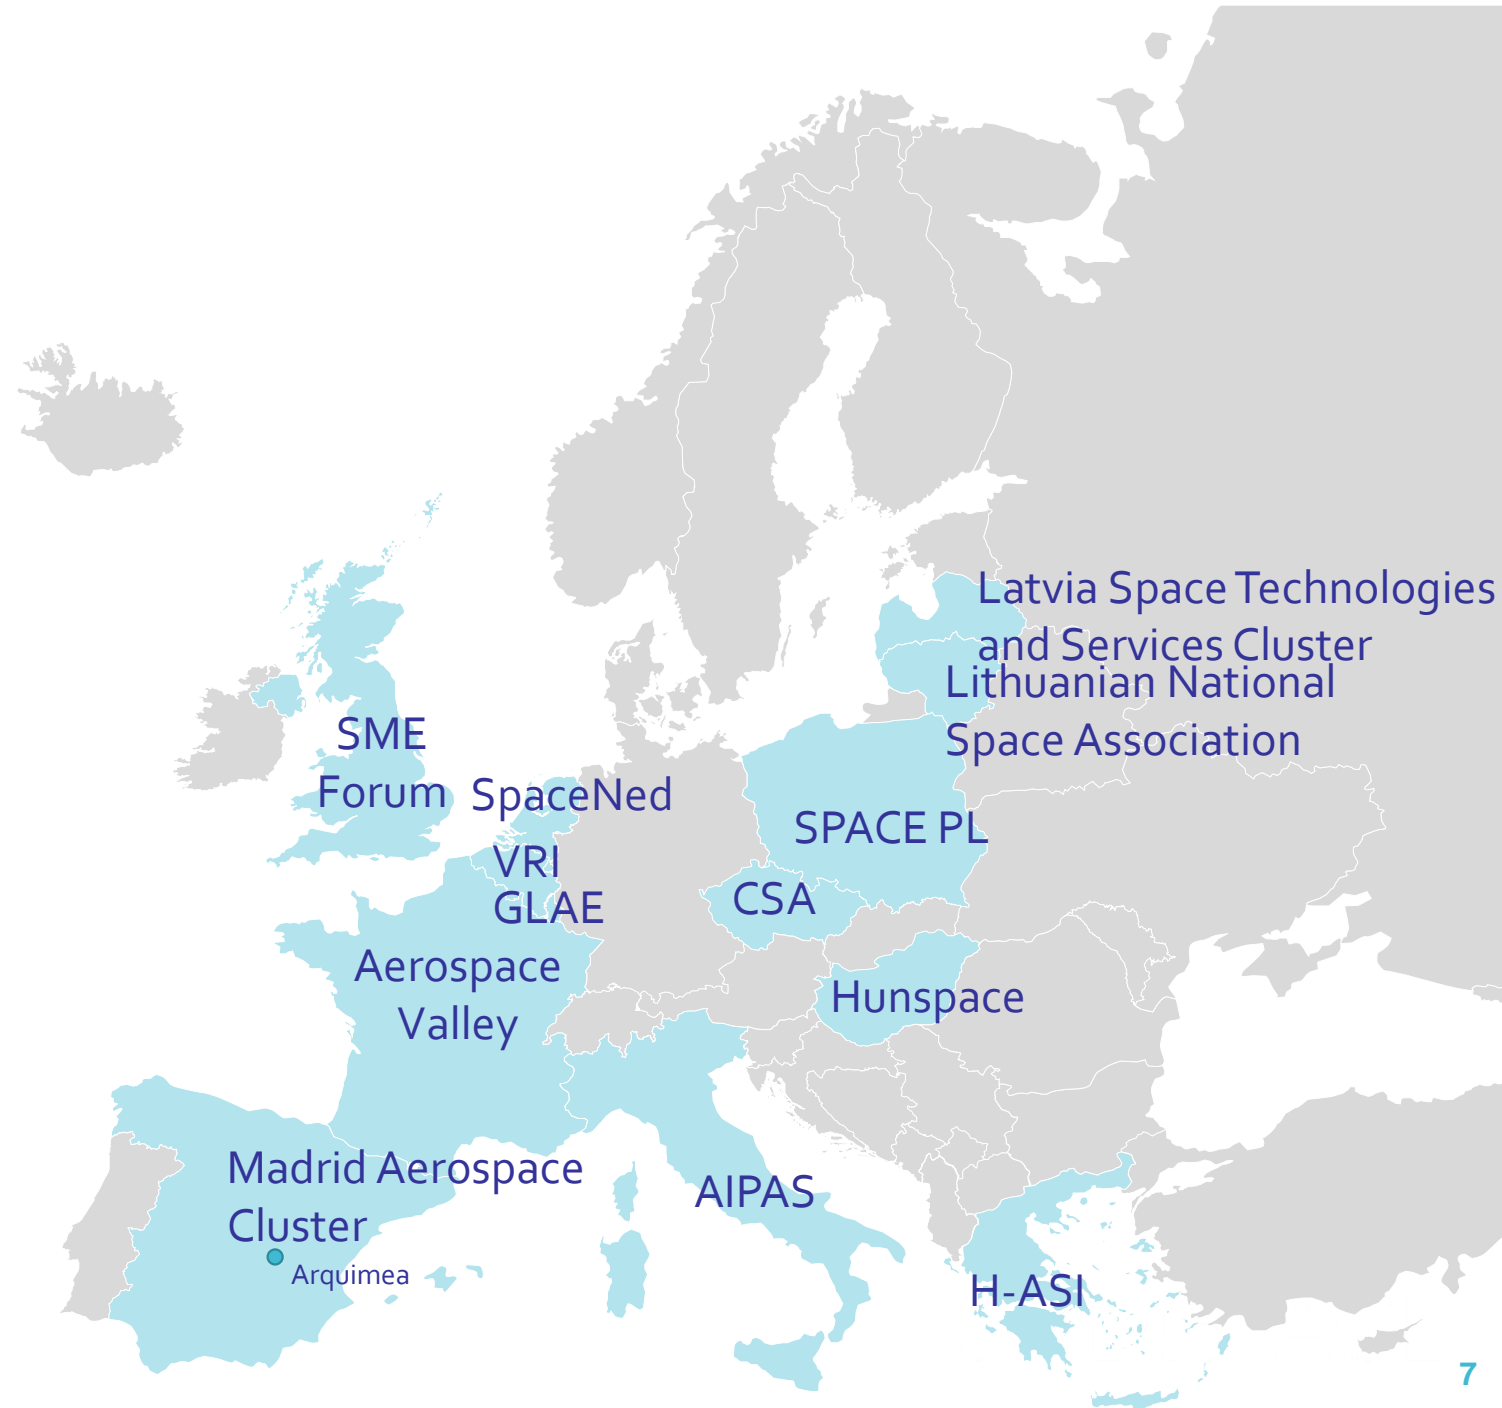 Latvia Space Technologies
and Services Cluster
Lithuanian National
Space Association
SME
Forum
SpaceNed
SPACE PL
VRI
GLAE
CSA
Aerospace
Valley
Hunspace
Madrid Aerospace
Cluster
Arquimea
AIPAS
H-ASI
7